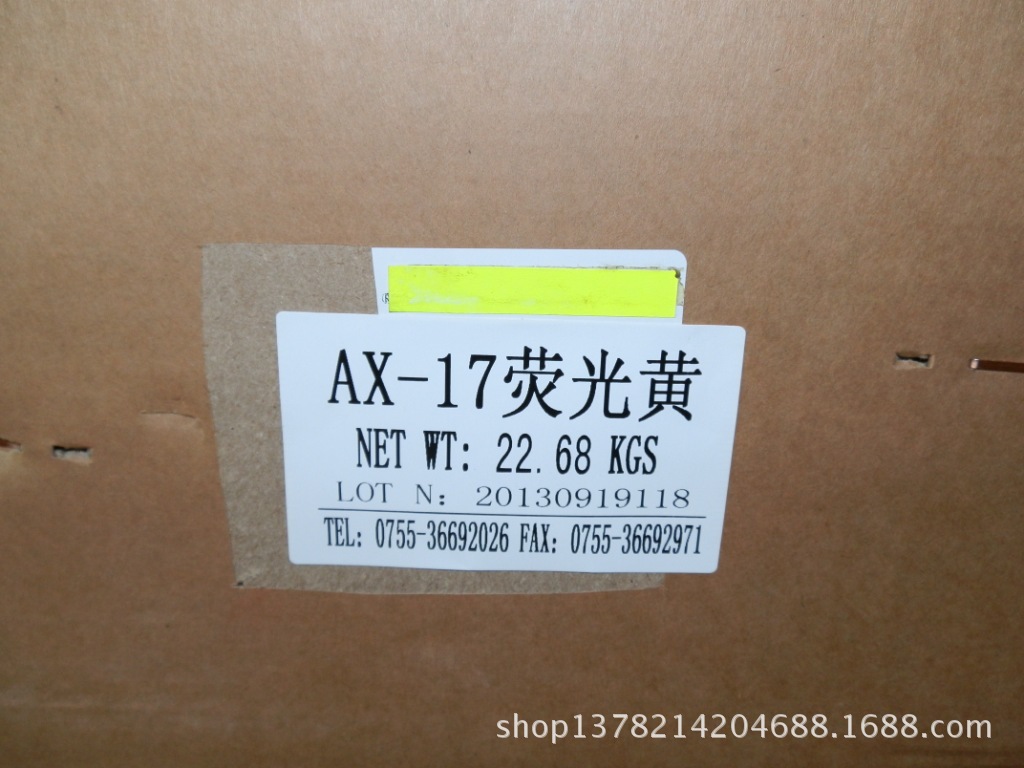 AX-17荧光黄
NET WT: 22.68 KGS
LOT N: 20130919118
TEL: 0755-36692026 FAX: 0755-36692971
shop1378214204688.1688.com